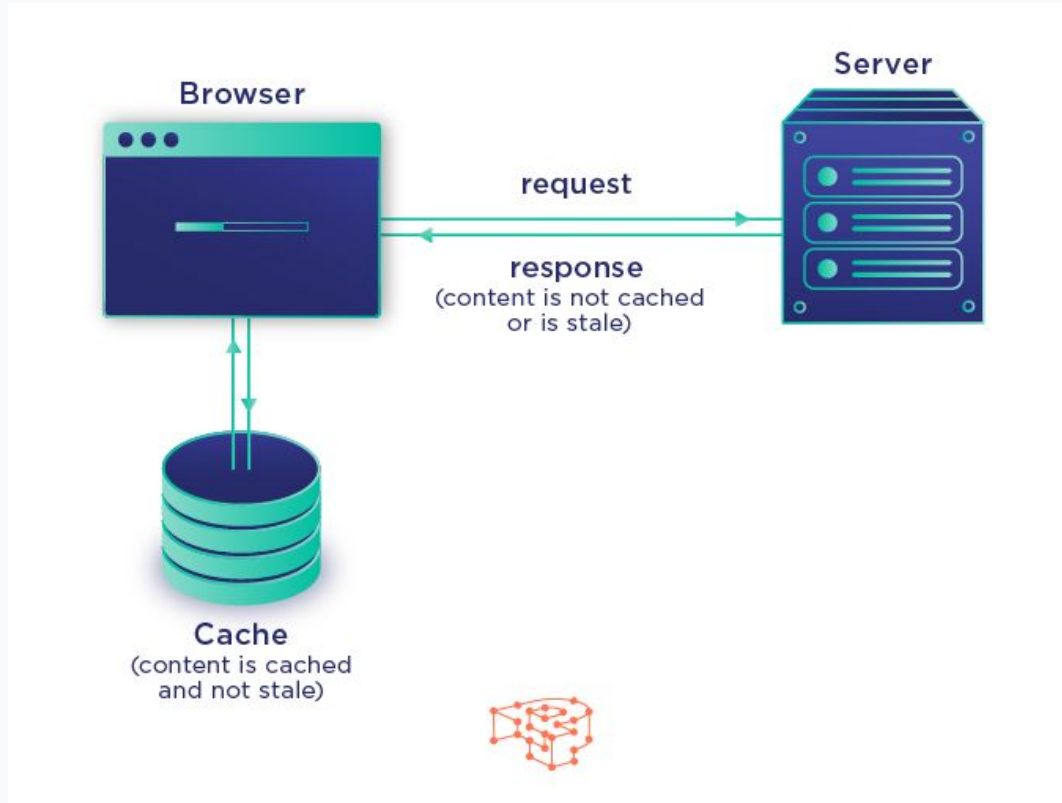 Browser
Server
request
response
(content is not cached
or is stale)
Cache
(content is cached
and not stale)